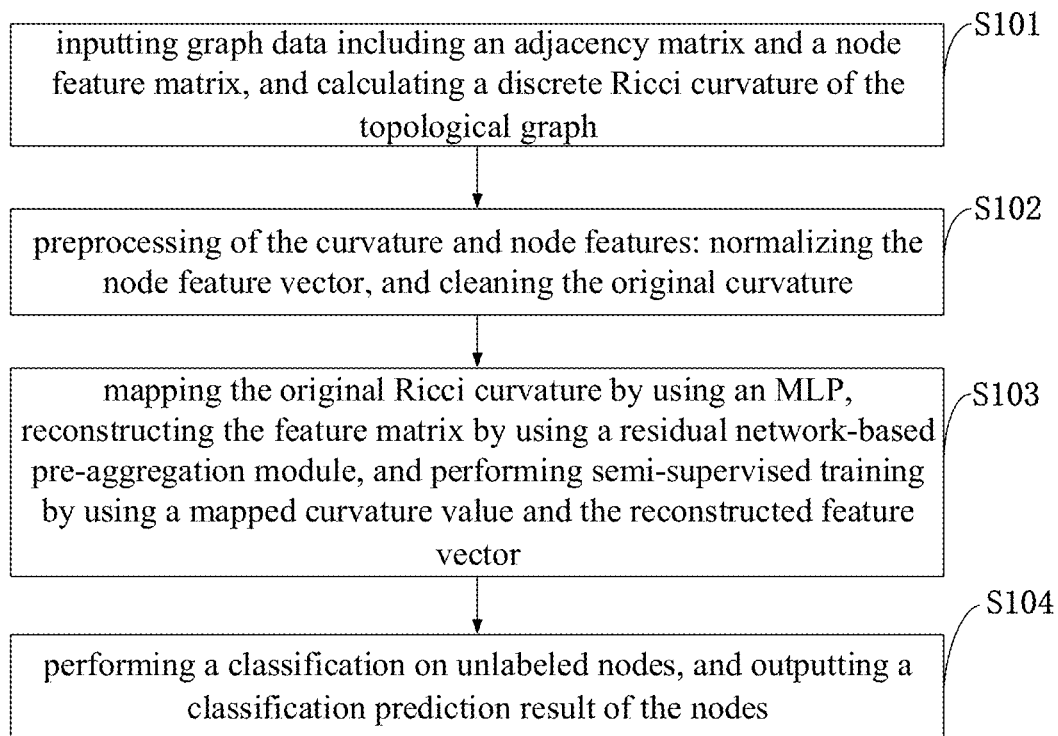 S101
inputting graph data including an adjacency matrix and a node
feature matrix, and calculating a discrete Ricci curvature of the
topological graph
S102
preprocessing of the curvature and node features: normalizing the
node feature vector, and cleaning the original curvature
S103
mapping the original Ricci curvature by using an MLP,
reconstructing the feature matrix by using a residual network-based
pre-aggregation module, and performing semi-supervised training
by using a mapped curvature value and the reconstructed feature
vector
S104
performing a classification on unlabeled nodes, and outputting a
classification prediction result of the nodes